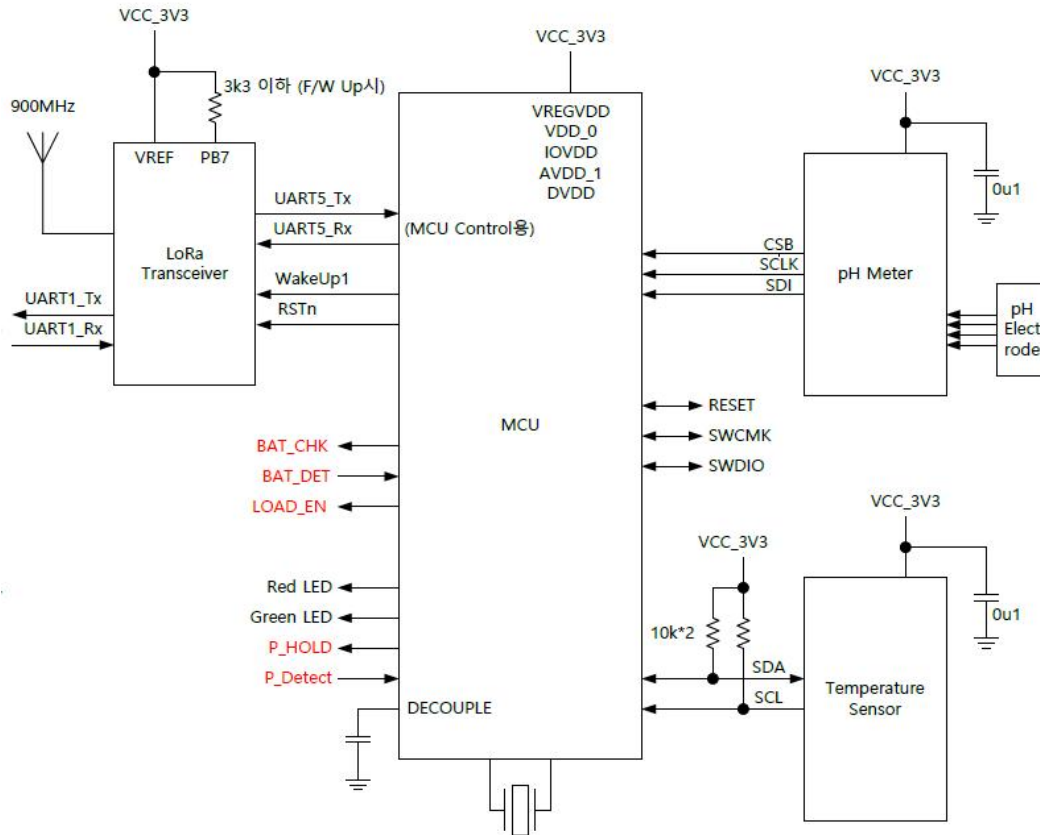 VCC_3V3
3k3 이하 (F/W Up시)
900MHz
VREF
PB7
LoRa
Transceiver
UART5_Tx
UART5_Rx
WakeUp1
RSTn
UART1_Tx
UART1_Rx
VCC_3V3
VREGVDD
VDD_0
IOVDD
AVDD_1
DVDD
(MCU Control용)
MCU
BAT_CHK
BAT_DET
LOAD_EN
Red LED
Green LED
P_HOLD
P_Detect
DECOUPLE
VCC_3V3
0u1
CSB
SCLK
SDI
pH Meter
pH
Elect
rode
RESET
SWCMK
SWDIO
VCC_3V3
VCC_3V3
0u1
10k*2
SDA
SCL
Temperature
Sensor